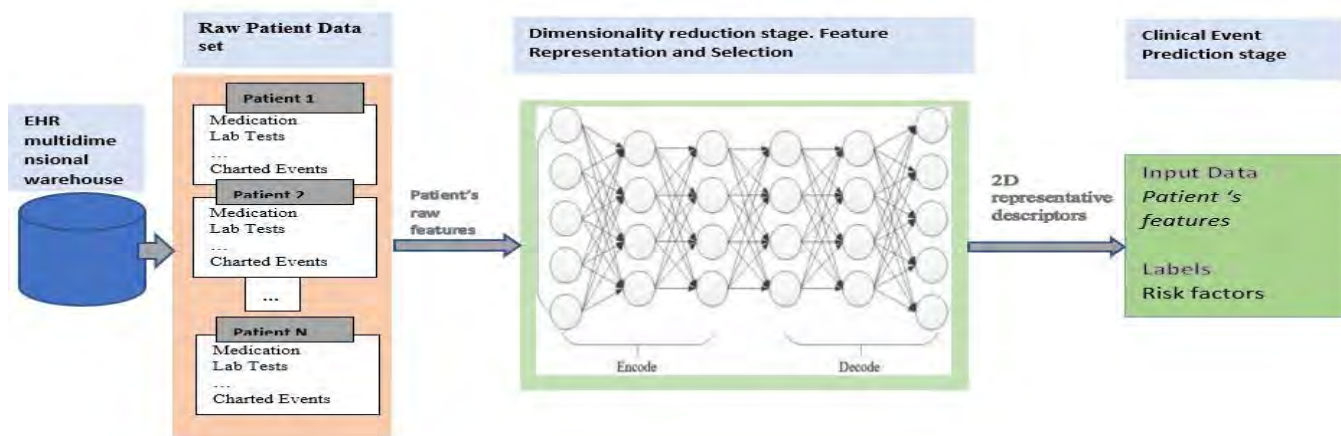 Raw Patient Data
set
Dimensionality reduction stage. Feature
Representation and Selection
Clinical Event
Prediction stage
EHR
multidime
nsional
warehouse
Patient 1
Medication
Lab Tests
...
Charted Events
Patient 2
Medication
Lab Tests
...
Charted Events
...
Patient N
Medication
Lab Tests
...
Charted Events
Patient's
raw
features
Encode
Decode
2D
representative
descriptors
Input Data
Patient 's
features
Labels
Risk factors